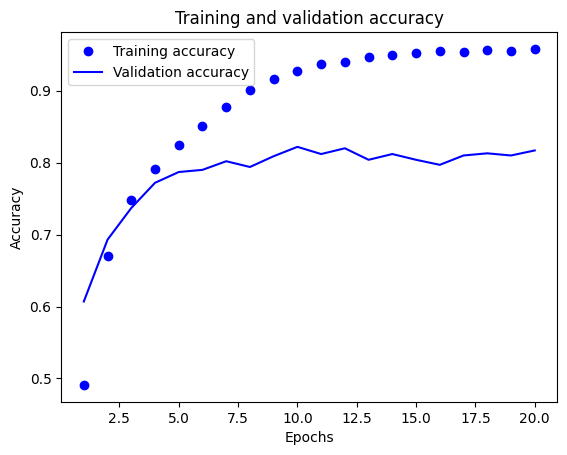 Training and validation accuracy
Training accuracy
Validation accuracy
Accuracy
0.9
0.8
0.7
0.6
0.5
2.5 5.0 7.5 10.0 12.5 15.0 17.5 20.0
Epochs